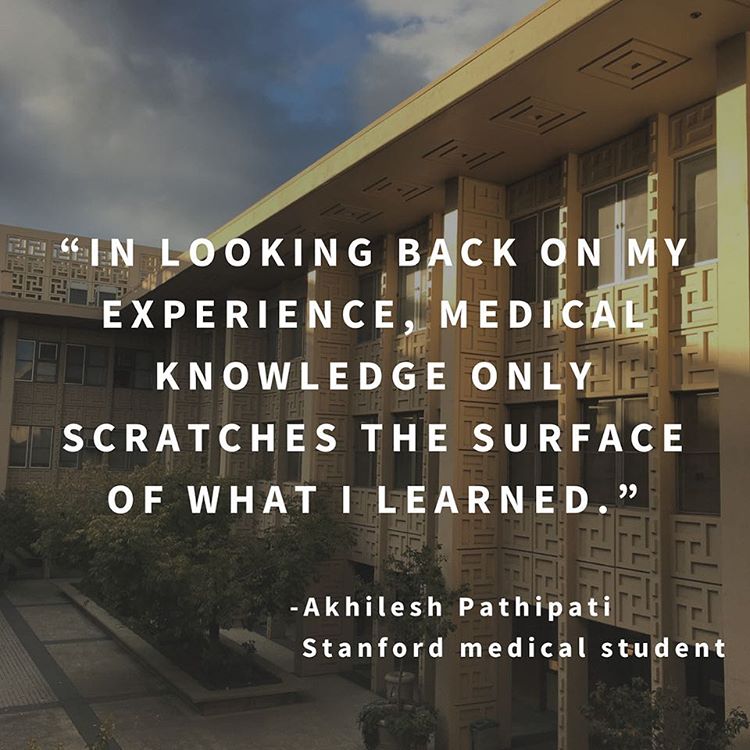 “IN LOOKING BACK ON MY
EXPERIENCE, MEDICAL
KNOWLEDGE ONLY
SCRATCHES THE SURFACE
OF WHAT I LEARNED.”
-Akhilesh Pathipati
Stanford medical student